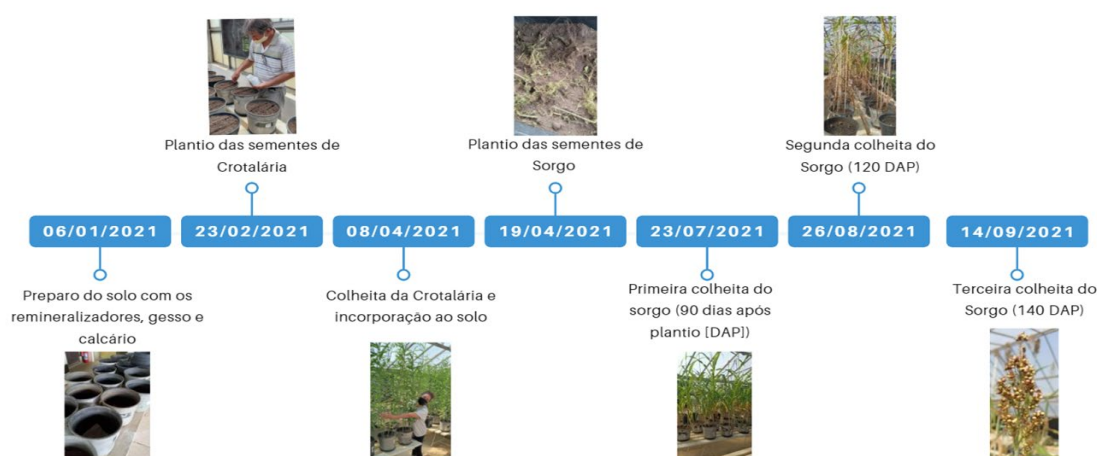 Plantio das sementes de
Crotalária
Plantio das sementes de
Sorgo
Segunda colheita do
Sorgo (120 DAP)
06/01/2021
23/02/2021
08/04/2021
19/04/2021
23/07/2021
26/08/2021
14/09/2021
Preparo do solo com os
remineralizadores, gesso e
calcário
Colheita da Crotalária e
incorporação ao solo
Primeira colheita do
sorgo (90 dias após
plantio [DAP])
Terceira colheita do
Sorgo (140 DAP)